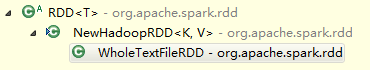 RDD<T> - org.apache.spark.rdd
NewHadoopRDD<K, V> - org.apache.spark.rdd
WholeTextFileRDD - org.apache.spark.rdd